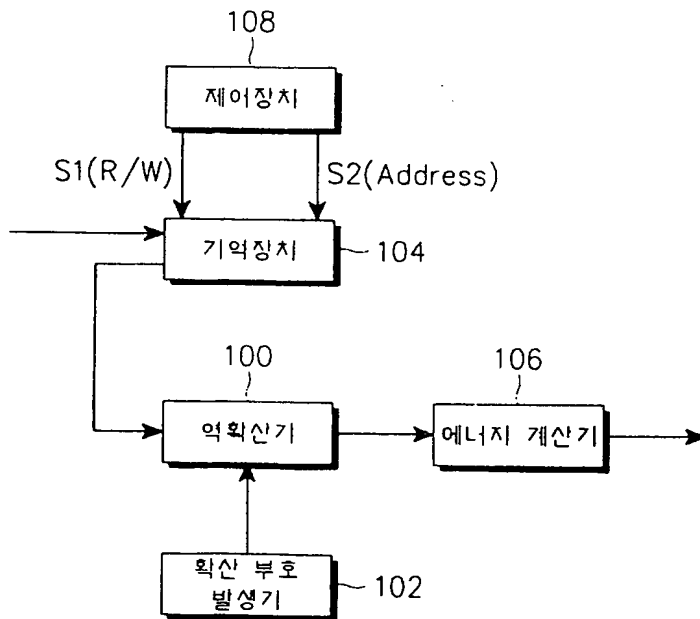 108
제어장치
S1(R/W)
S2(Address)
기억장치
104
100
106
역확산기
에너지 계산기
확산 부호
발생기
102